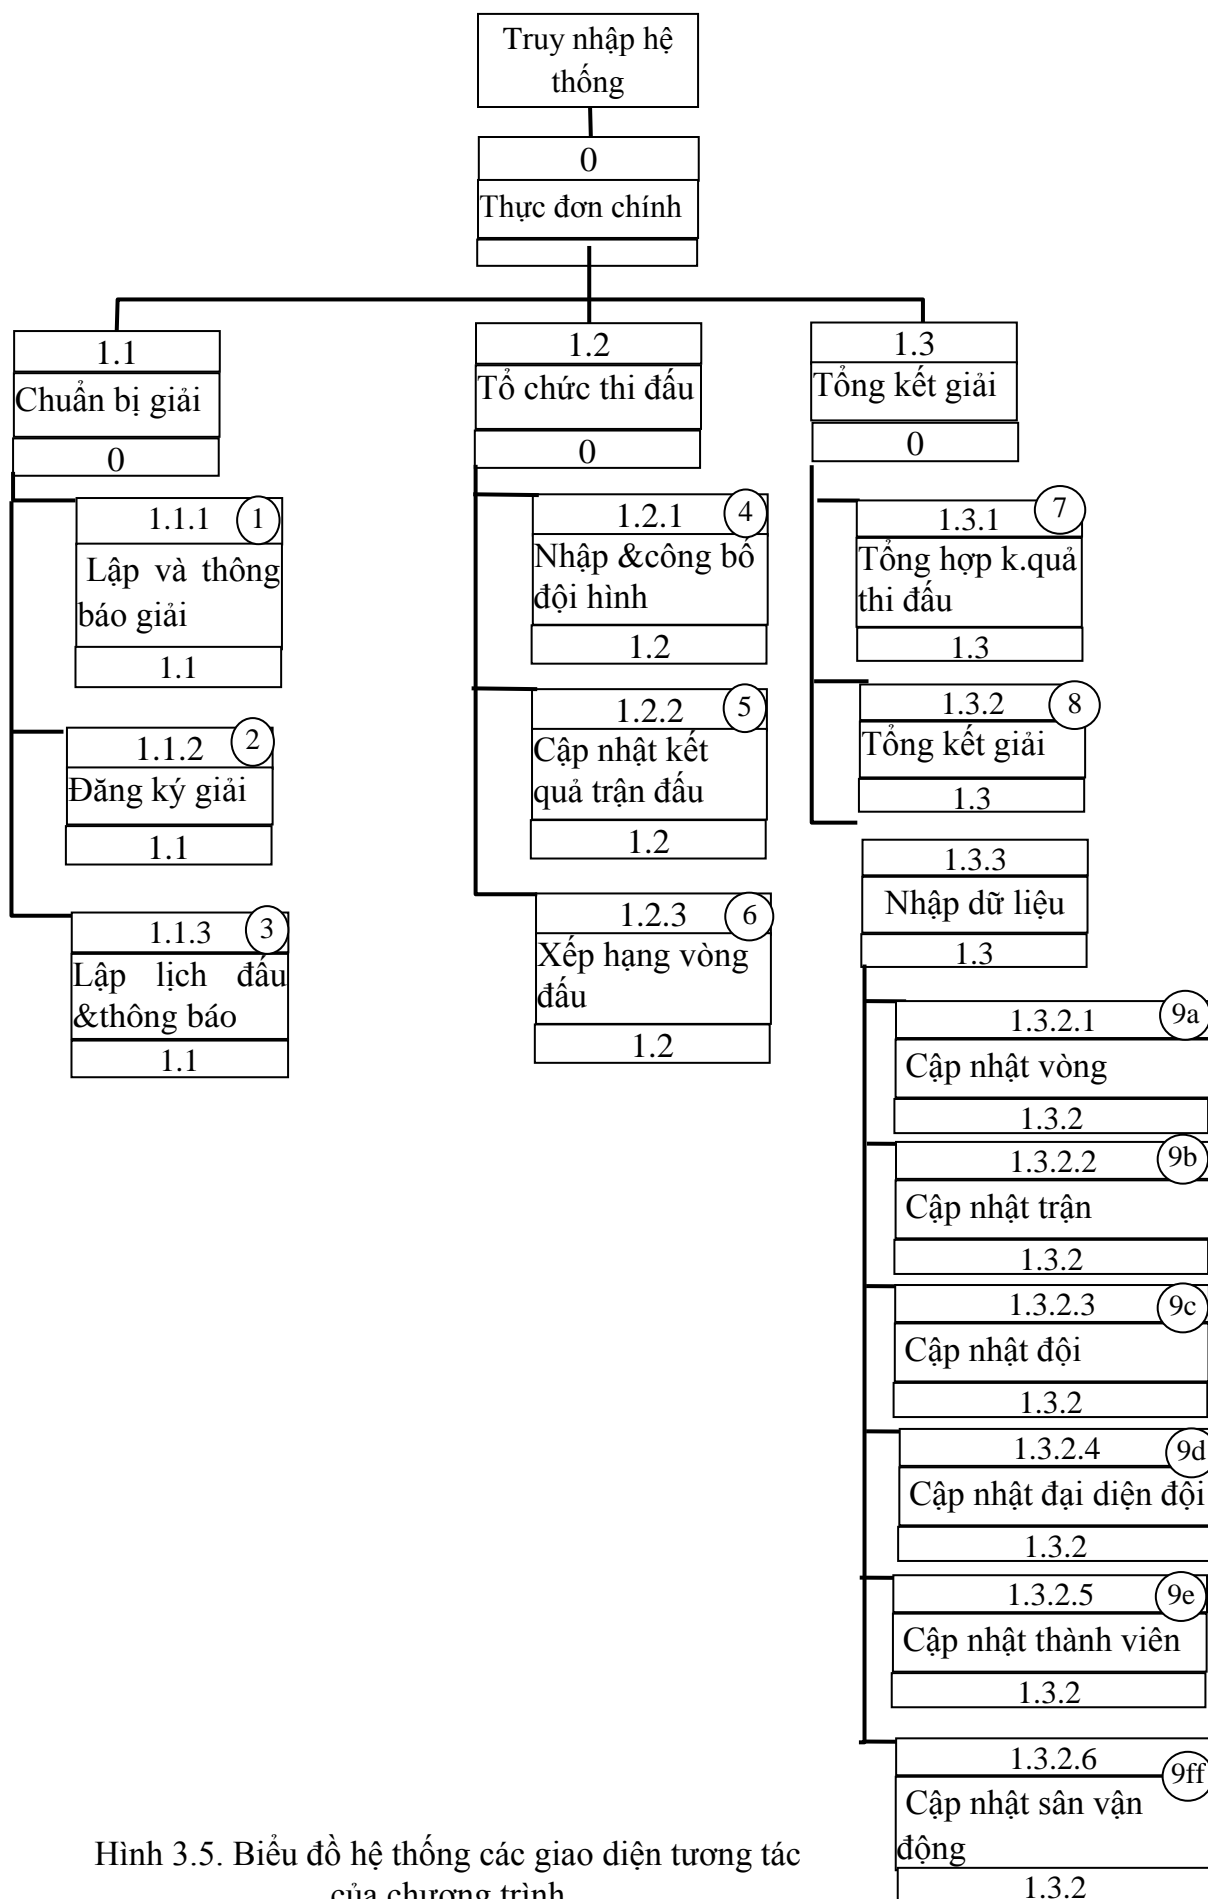 Truy nhập hệ
thống
0
Thực đơn chính
1.1
Chuẩn bị giải
0
1.1.1
1
Lập và thông
báo giải
1.1
1.1.2
2
Đăng ký giải
1.1
1.1.3
3
Lập lịch đấu
&thông báo
1.1
1.2
Tổ chức thi đấu
0
1.2.1
4
Nhập &công bố
đội hình
1.2
1.2.2
5
Cập nhật kết
quả trận đấu
1.2
1.2.3
6
Xếp hạng vòng
đấu
1.2
1.3
Tổng kết giải
0
1.3.1
7
Tổng hợp k.quả
thi đấu
1.3
1.3.2
8
Tổng kết giải
1.3
1.3.3
Nhập dữ liệu
1.3
1.3.2.1
9a
Cập nhật vòng
1.3.2
1.3.2.2
9b
Cập nhật trận
1.3.2
1.3.2.3
9c
Cập nhật đội
1.3.2
1.3.2.4
9d
Cập nhật đại diện đội
1.3.2
1.3.2.5
9e
Cập nhật thành viên
1.3.2
1.3.2.6
9ff
Cập nhật sân vận
động
1.3.2
Hình 3.5. Biểu đồ hệ thống các giao diện tương tác
của chương trình